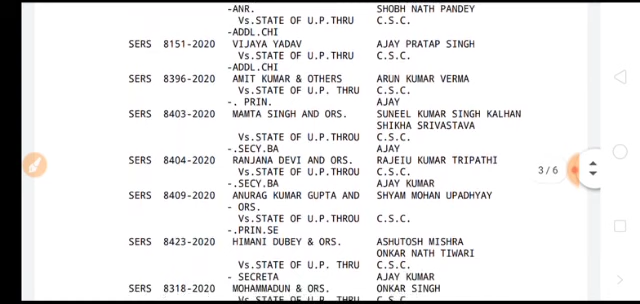 -ANR. SHOBH NATH PANDEY
Vs.STATE OF U.P.THRU C.S.C.
-ADDL.CHI
SERS 8151-2020 VIJAYA YADAV AJAY PRATAP SINGH
Vs.STATE OF U.P.THRU C.S.C.
-ADDL.CHI
SERS 8396-2020 AMIT KUMAR & OTHERS ARUN KUMAR VERMA
Vs.STATE OF U.P. THRU C.S.C.
-. PRIN. AJAY
SERS 8403-2020 MAMTA SINGH AND ORS. SUNEEL KUMAR SINGH KALHAN
SHIKHA SRIVASTAVA
Vs.STATE OF U.P.THROU C.S.C.
-.SECY.BA AJAY
SERS 8404-2020 RANJANA DEVI AND ORS. RAJEIU KUMAR TRIPATHI
Vs.STATE OF U.P.THROU C.S.C.
-.SECY.BA AJAY KUMAR
SERS 8409-2020 ANURAG KUMAR GUPTA AND SHYAM MOHAN UPADHYAY
- ORS.
Vs.STATE OF U.P.THROU C.S.C.
-.PRIN.SE
SERS 8423-2020 HIMANI DUBEY & ORS. ASHUTOSH MISHRA
ONKAR NATH TIWARI
Vs.STATE OF U.P. THRU C.S.C.
- SECRETA AJAY KUMAR
SERS 8318-2020 MOHAMMADUN & ORS. ONKAR SINGH
Vs STATE OF U.P. THRU C.S.C.
3/6